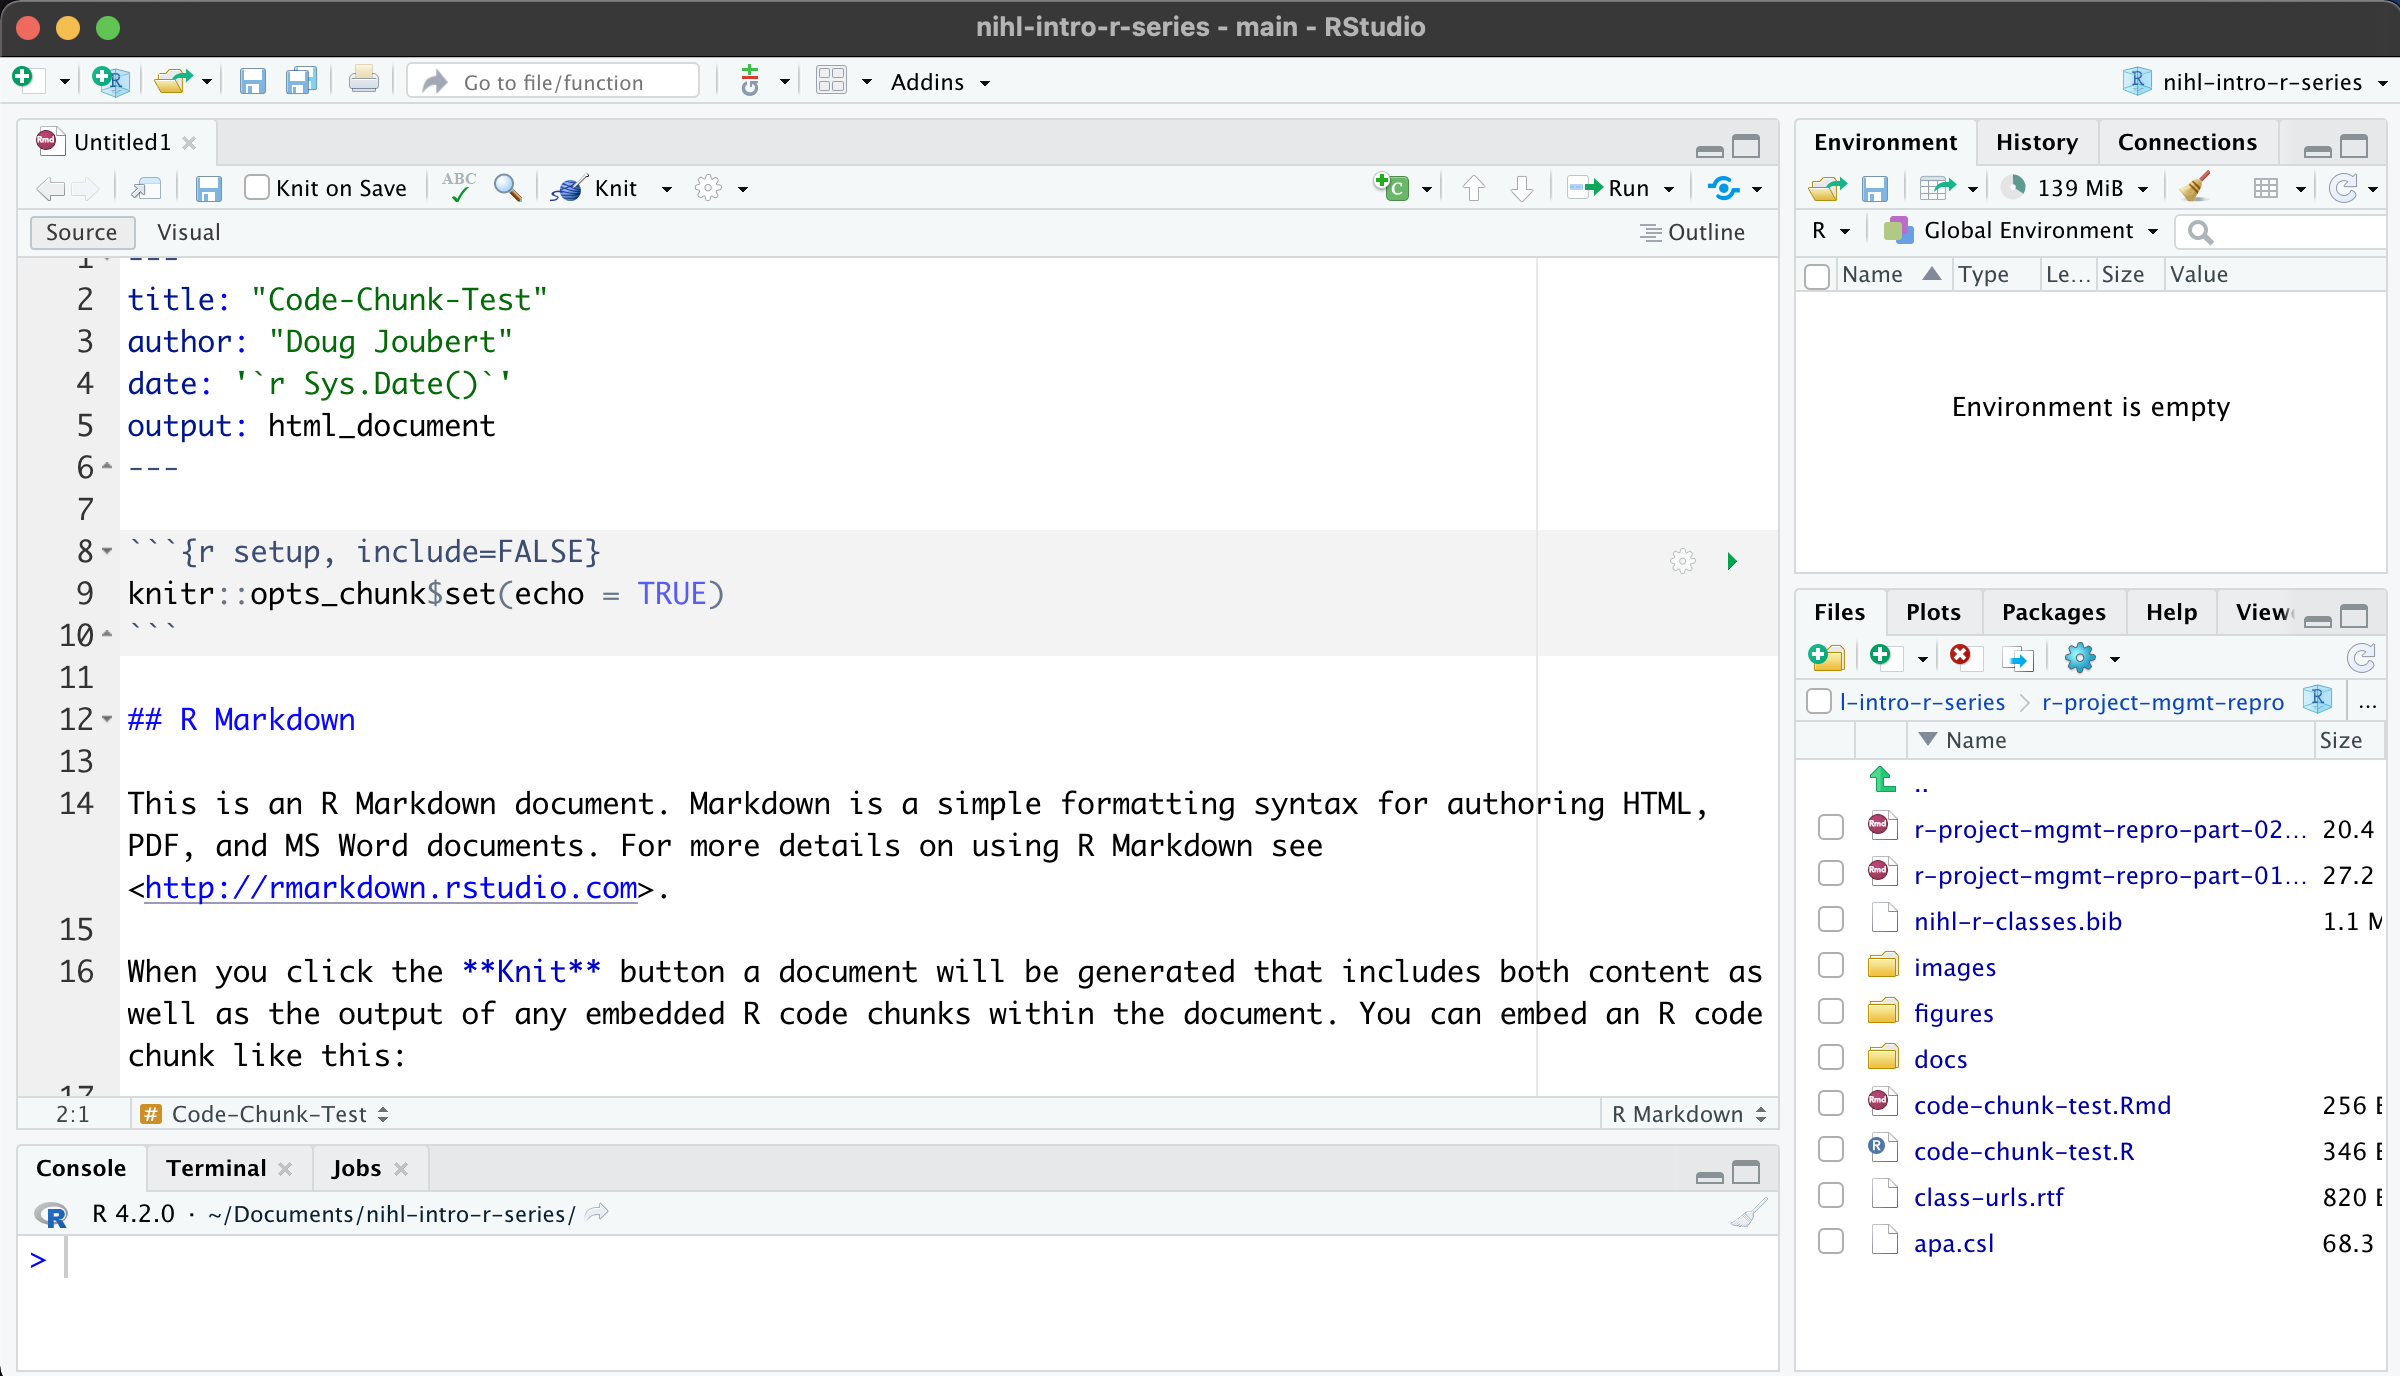 nihl-intro-r-series - main - RStudio
Go to file/function
Addins
nihl-intro-r-series
Untitled1
Knit on Save
ABC
Knit
Run
Source
Visual
Outline
1 ---
2 title: "Code-Chunk-Test"
3 author: "Doug Joubert"
4 date: '`r Sys.Date()`'
5 output: html_document
6 ---
7
8 ```{r setup, include=FALSE}
9 knitr::opts_chunk$set(echo = TRUE)
10 ```
11
12 ## R Markdown
13
14 This is an R Markdown document. Markdown is a simple formatting syntax for authoring HTML,
PDF, and MS Word documents. For more details on using R Markdown see
<http://rmarkdown.rstudio.com>.
15
16 When you click the **Knit** button a document will be generated that includes both content as
well as the output of any embedded R code chunks within the document. You can embed an R code
chunk like this:
17
2:1
# Code-Chunk-Test
R Markdown
Console
Terminal
Jobs
R 4.2.0 · ~/Documents/nihl-intro-r-series/
>
Environment
History
Connections
139 MiB
R
Global Environment
Name
Type
Le...
Size
Value
Environment is empty
Files
Plots
Packages
Help
View
l-intro-r-series > r-project-mgmt-repro
...
Name
Size
..
r-project-mgmt-repro-part-02... 20.4
r-project-mgmt-repro-part-01... 27.2
nihl-r-classes.bib 1.1 M
images
figures
docs
code-chunk-test.Rmd 256 B
code-chunk-test.R 346 B
class-urls.rtf 820 B
apa.csl 68.3